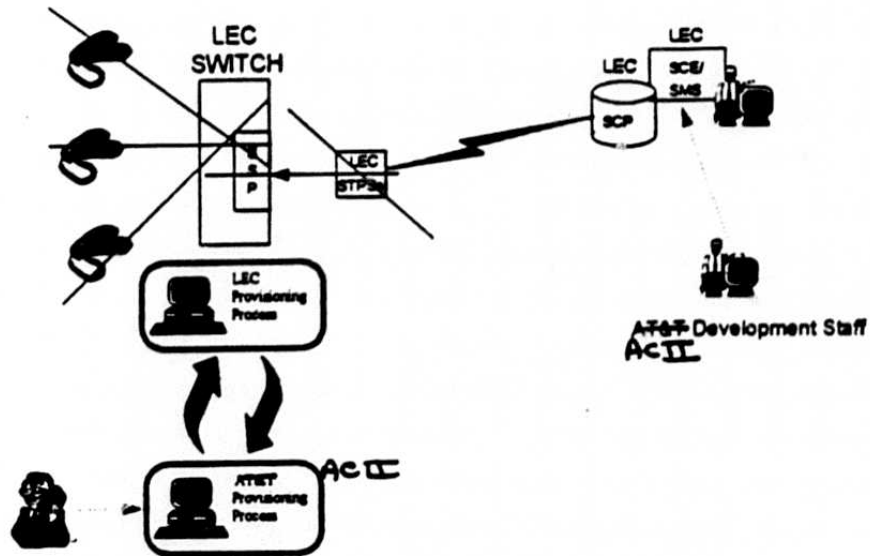 LEC
SWITCH
LEC
LEC
SCE/
SMS
SCP
LEC
STPS
SSP
LEC
Provisioning
Process
AT&T Development Staff
ACII
AT&T
Provisioning
Process
ACII